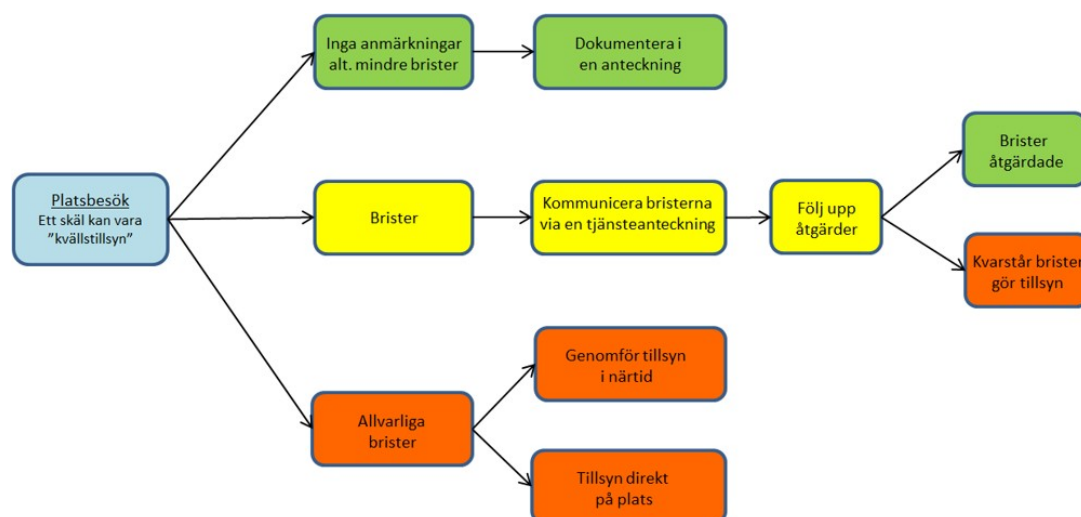 Inga anmärkningar
alt. mindre brister
Dokumentera i
en anteckning
Brister
åtgärdade
Platsbesök
Ett skäl kan vara
”kvällstillsyn”
Brister
Kommunicera bristerna
via en tjänsteanteckning
Följ upp
åtgärder
Kvarstår brister
gör tillsyn
Genomför tillsyn
i närtid
Allvarliga
brister
Tillsyn direkt
på plats